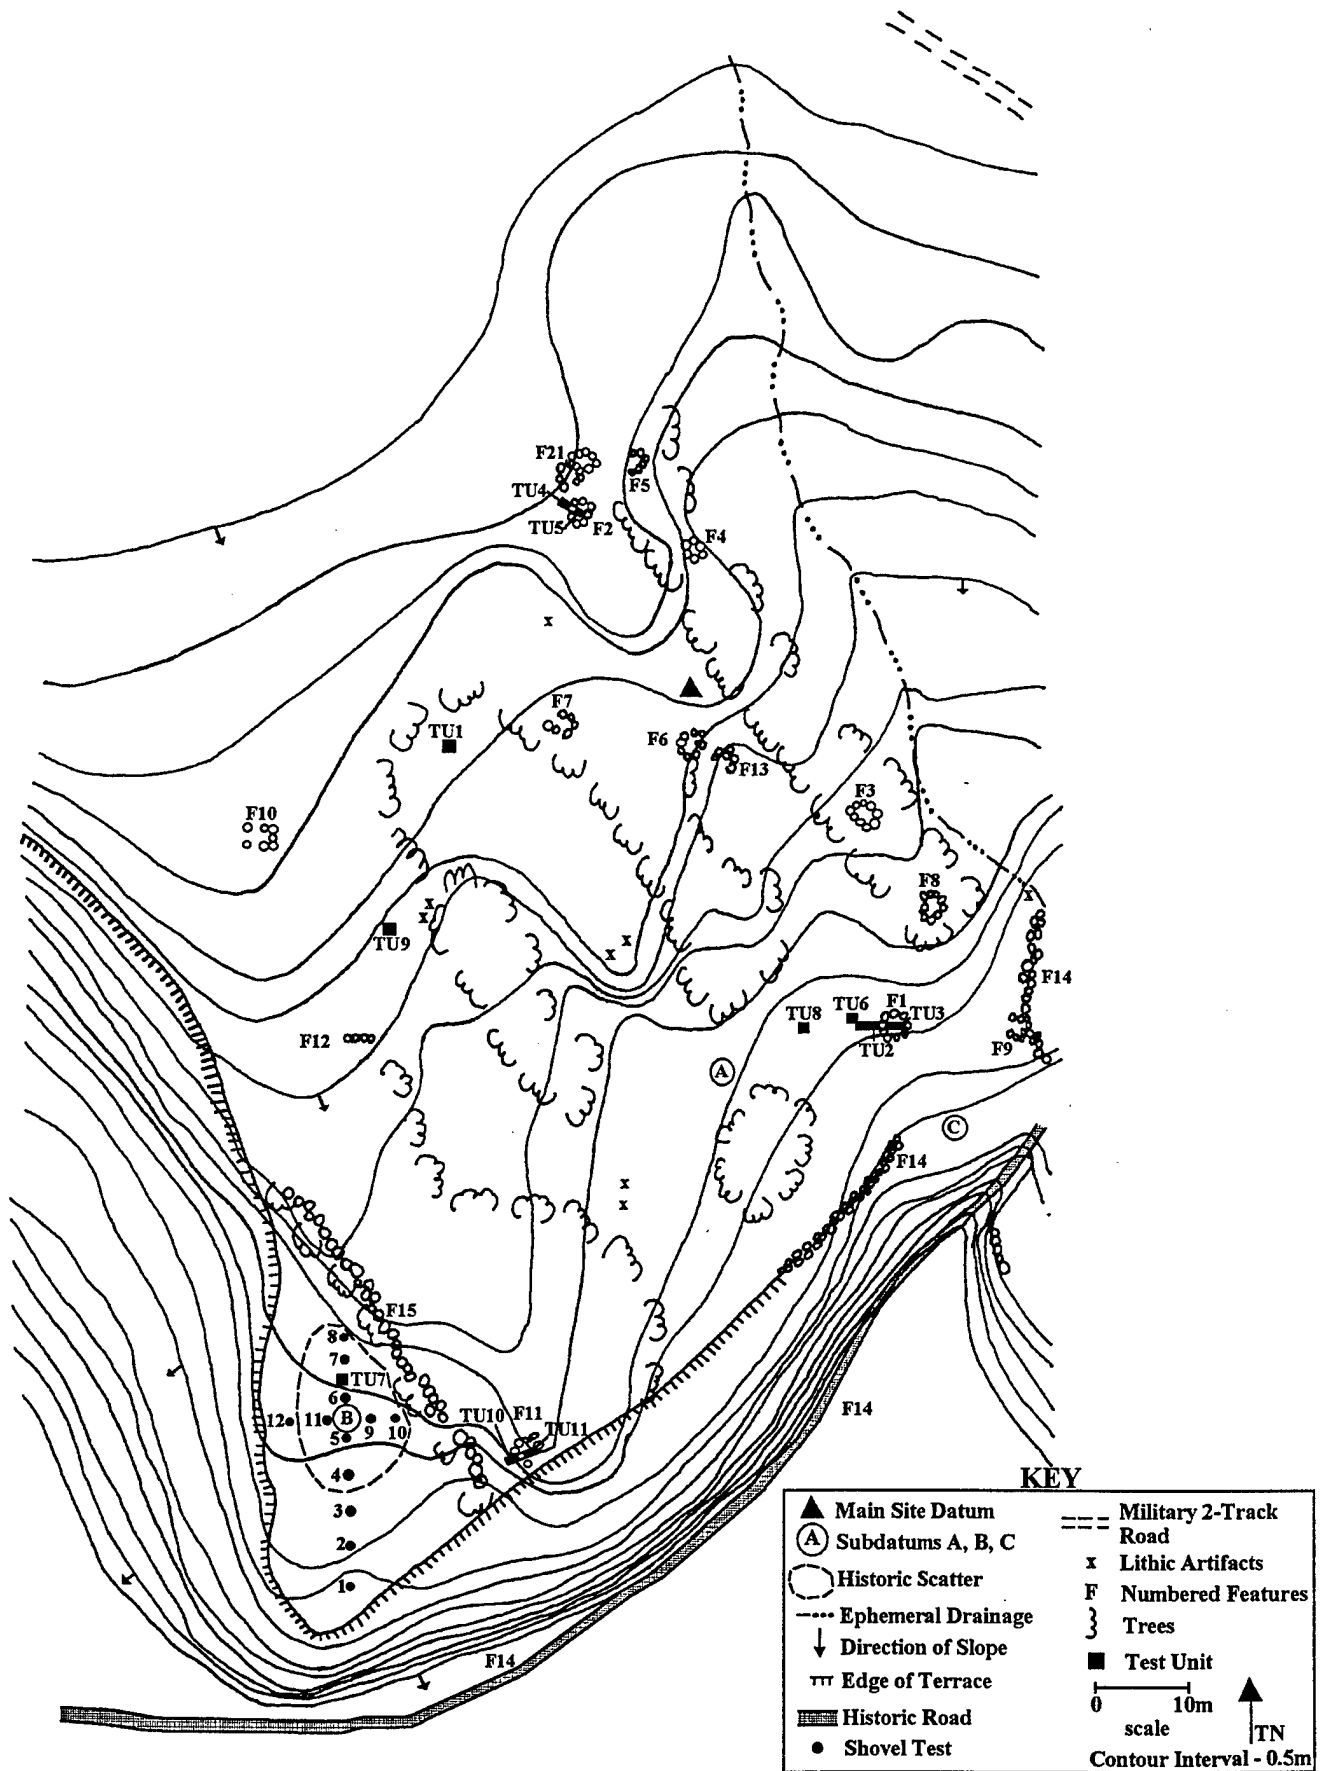 F21
TU4
F5
TU5
F2
F4
x
F7
TU1
F6
F13
F3
F10
F8
x
x
x
TU9
x
x
F14
TU8
TU6
F1
TU3
TU2
F12
F9
A
C
F14
x
x
F15
8
7
TU7
6
12
11
B
9
10
5
TU10
F11
TU11
F14
4
3
2
1
F14
KEY
Main Site Datum
A Subdatums A, B, C
Historic Scatter
Ephemeral Drainage
Direction of Slope
Edge of Terrace
Historic Road
Shovel Test
Military 2-Track
Road
x Lithic Artifacts
F Numbered Features
Trees
Test Unit
0 10m
scale
TN
Contour Interval - 0.5m